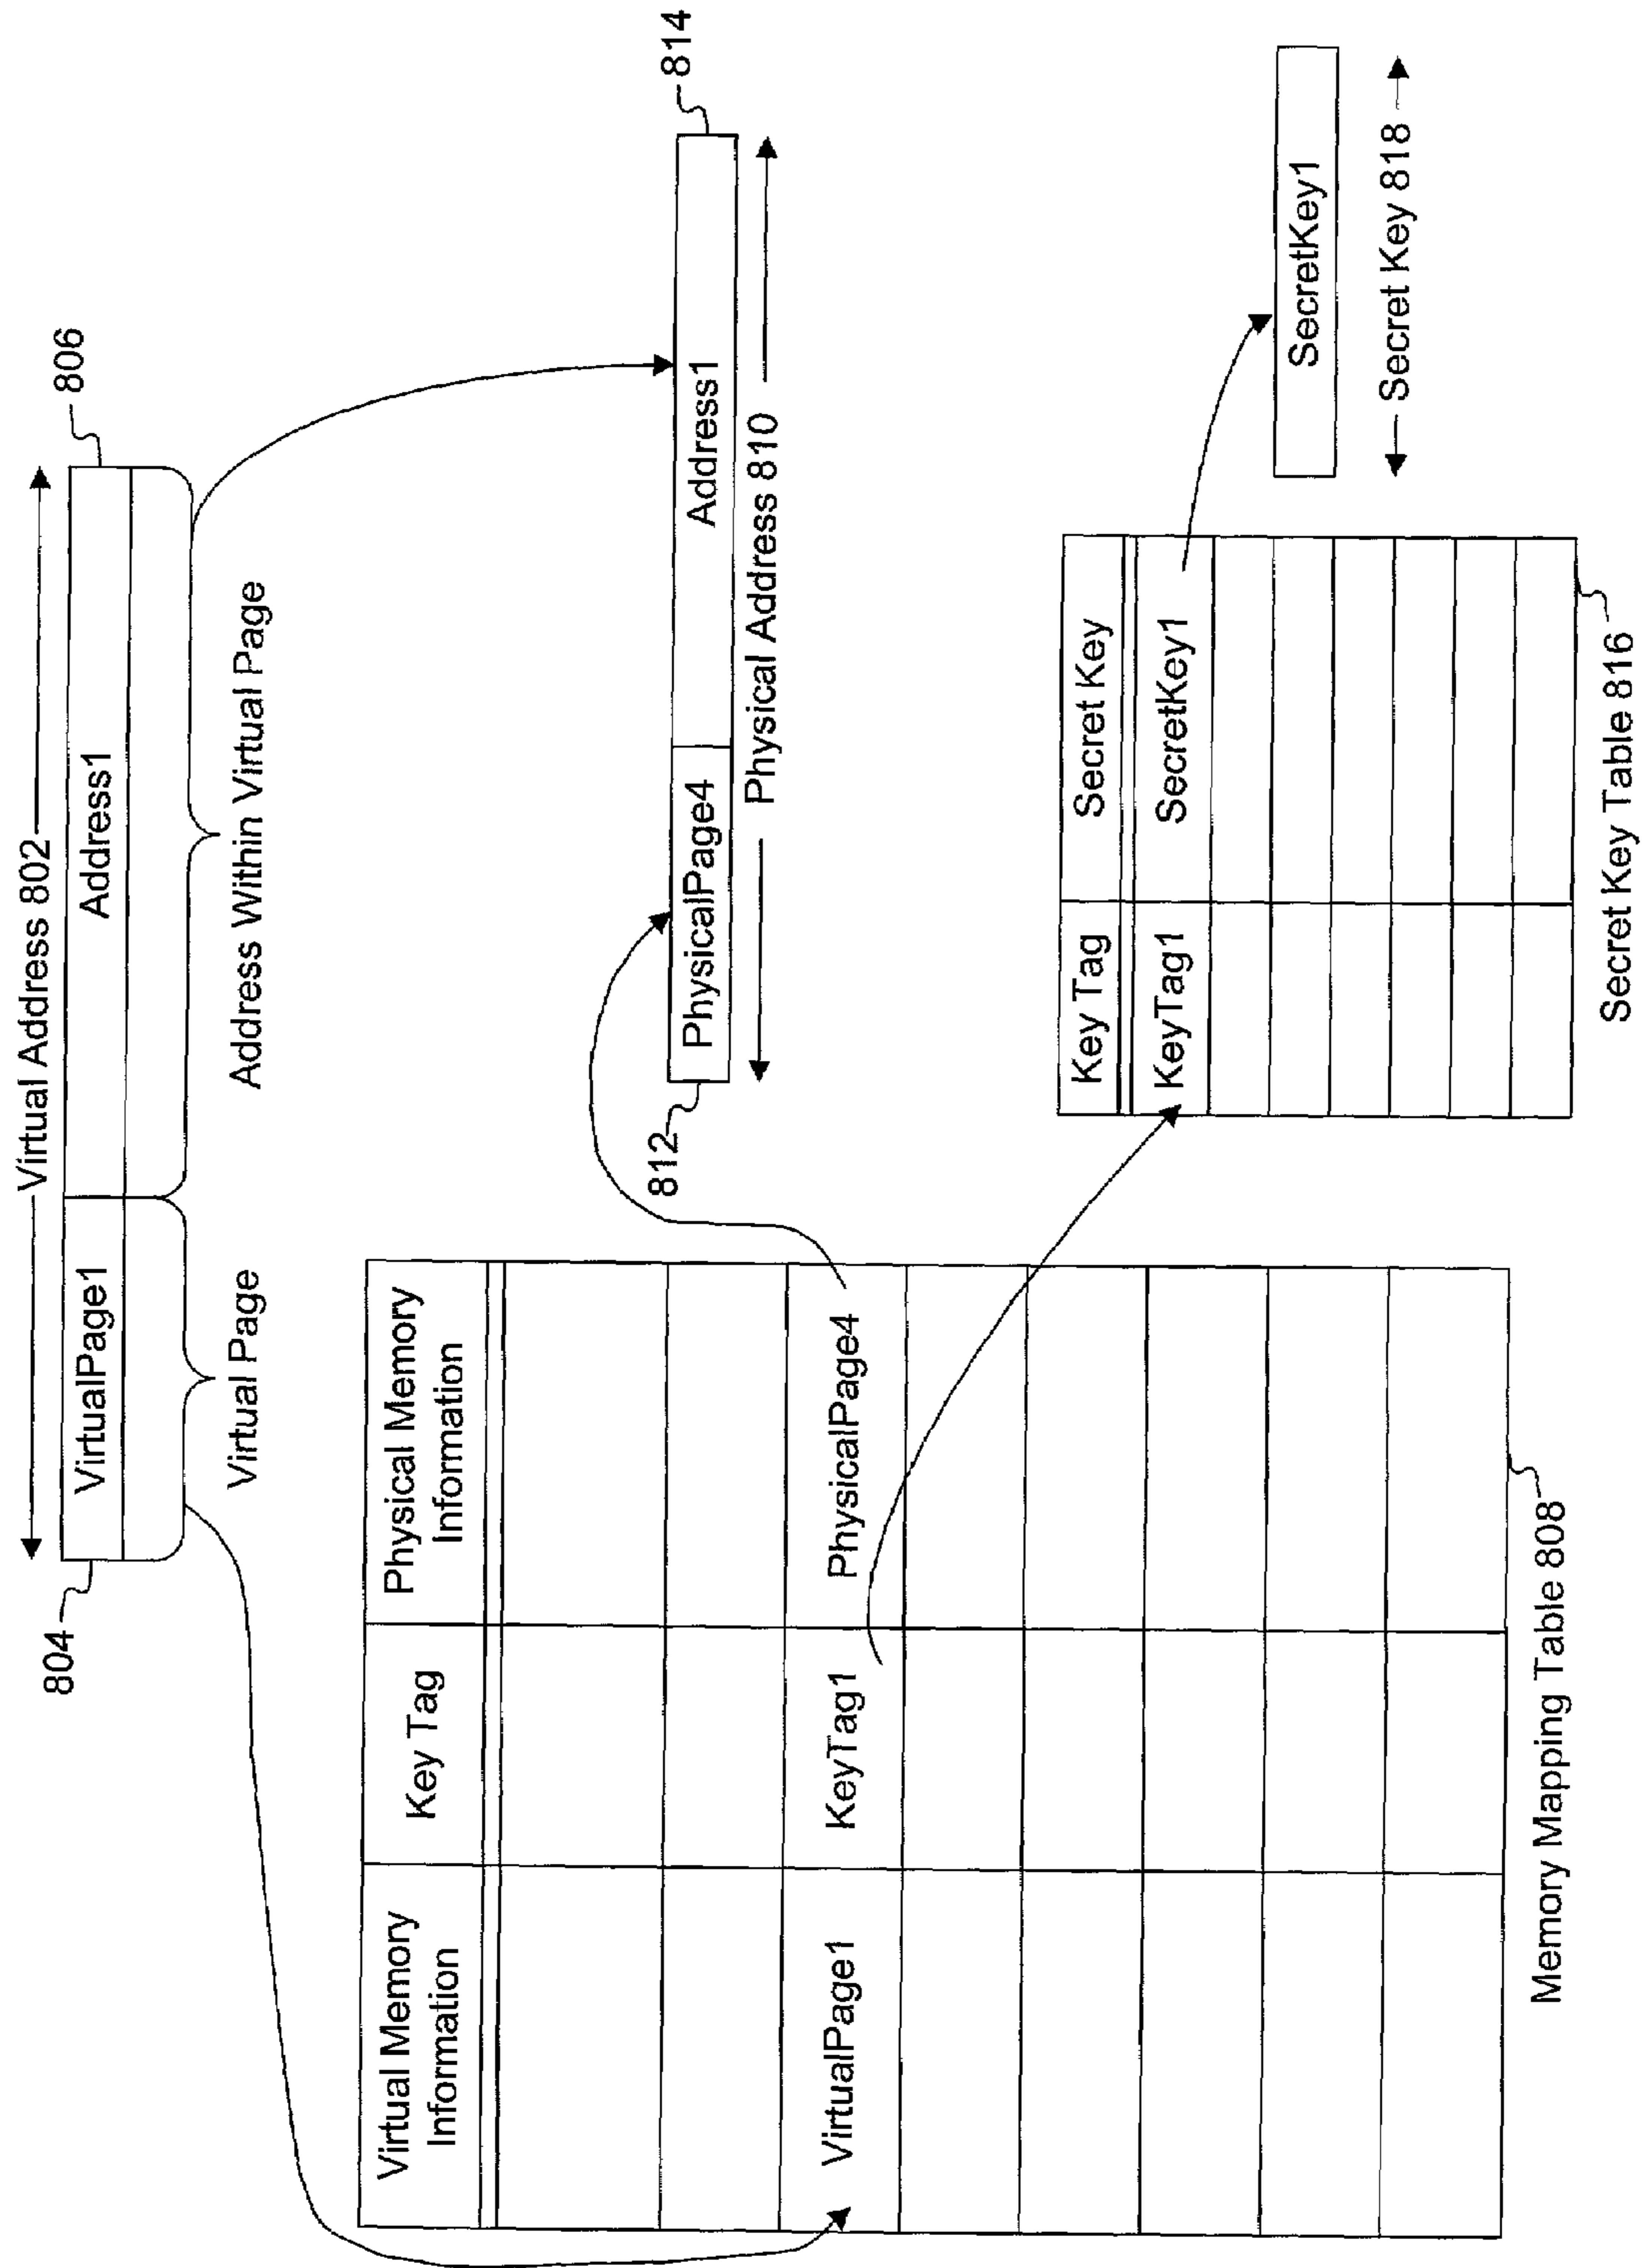 Virtual Address 802
804
VirtualPage1
Address1
806
Virtual Page
Address Within Virtual Page
Virtual Memory
Information
Key Tag
Physical Memory
Information
VirtualPage1
KeyTag1
PhysicalPage4
Memory Mapping Table 808
812
PhysicalPage4
Address1
814
Physical Address 810
Key Tag
Secret Key
KeyTag1
SecretKey1
Secret Key Table 816
SecretKey1
Secret Key 818